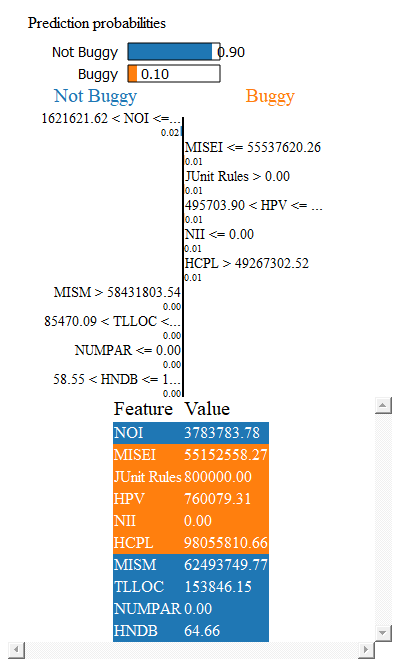 Prediction probabilities
Not Buggy 0.90
Buggy 0.10
Not Buggy Buggy
1621621.62 < NOI <=...
0.02
MISEI <= 55537620.26
0.01
JUnit Rules > 0.00
0.01
495703.90 < HPV <= ...
0.01
NII <= 0.00
0.01
HCPL > 49267302.52
0.01
MISM > 58431803.54
0.00
85470.09 < TLLOC <...
0.00
NUMPAR <= 0.00
0.00
58.55 < HNDB <= 1...
0.00
Feature Value
NOI 3783783.78
MISEI 55152558.27
JUnit Rules 800000.00
HPV 760079.31
NII 0.00
HCPL 98055810.66
MISM 62493749.77
TLLOC 153846.15
NUMPAR 0.00
HNDB 64.66